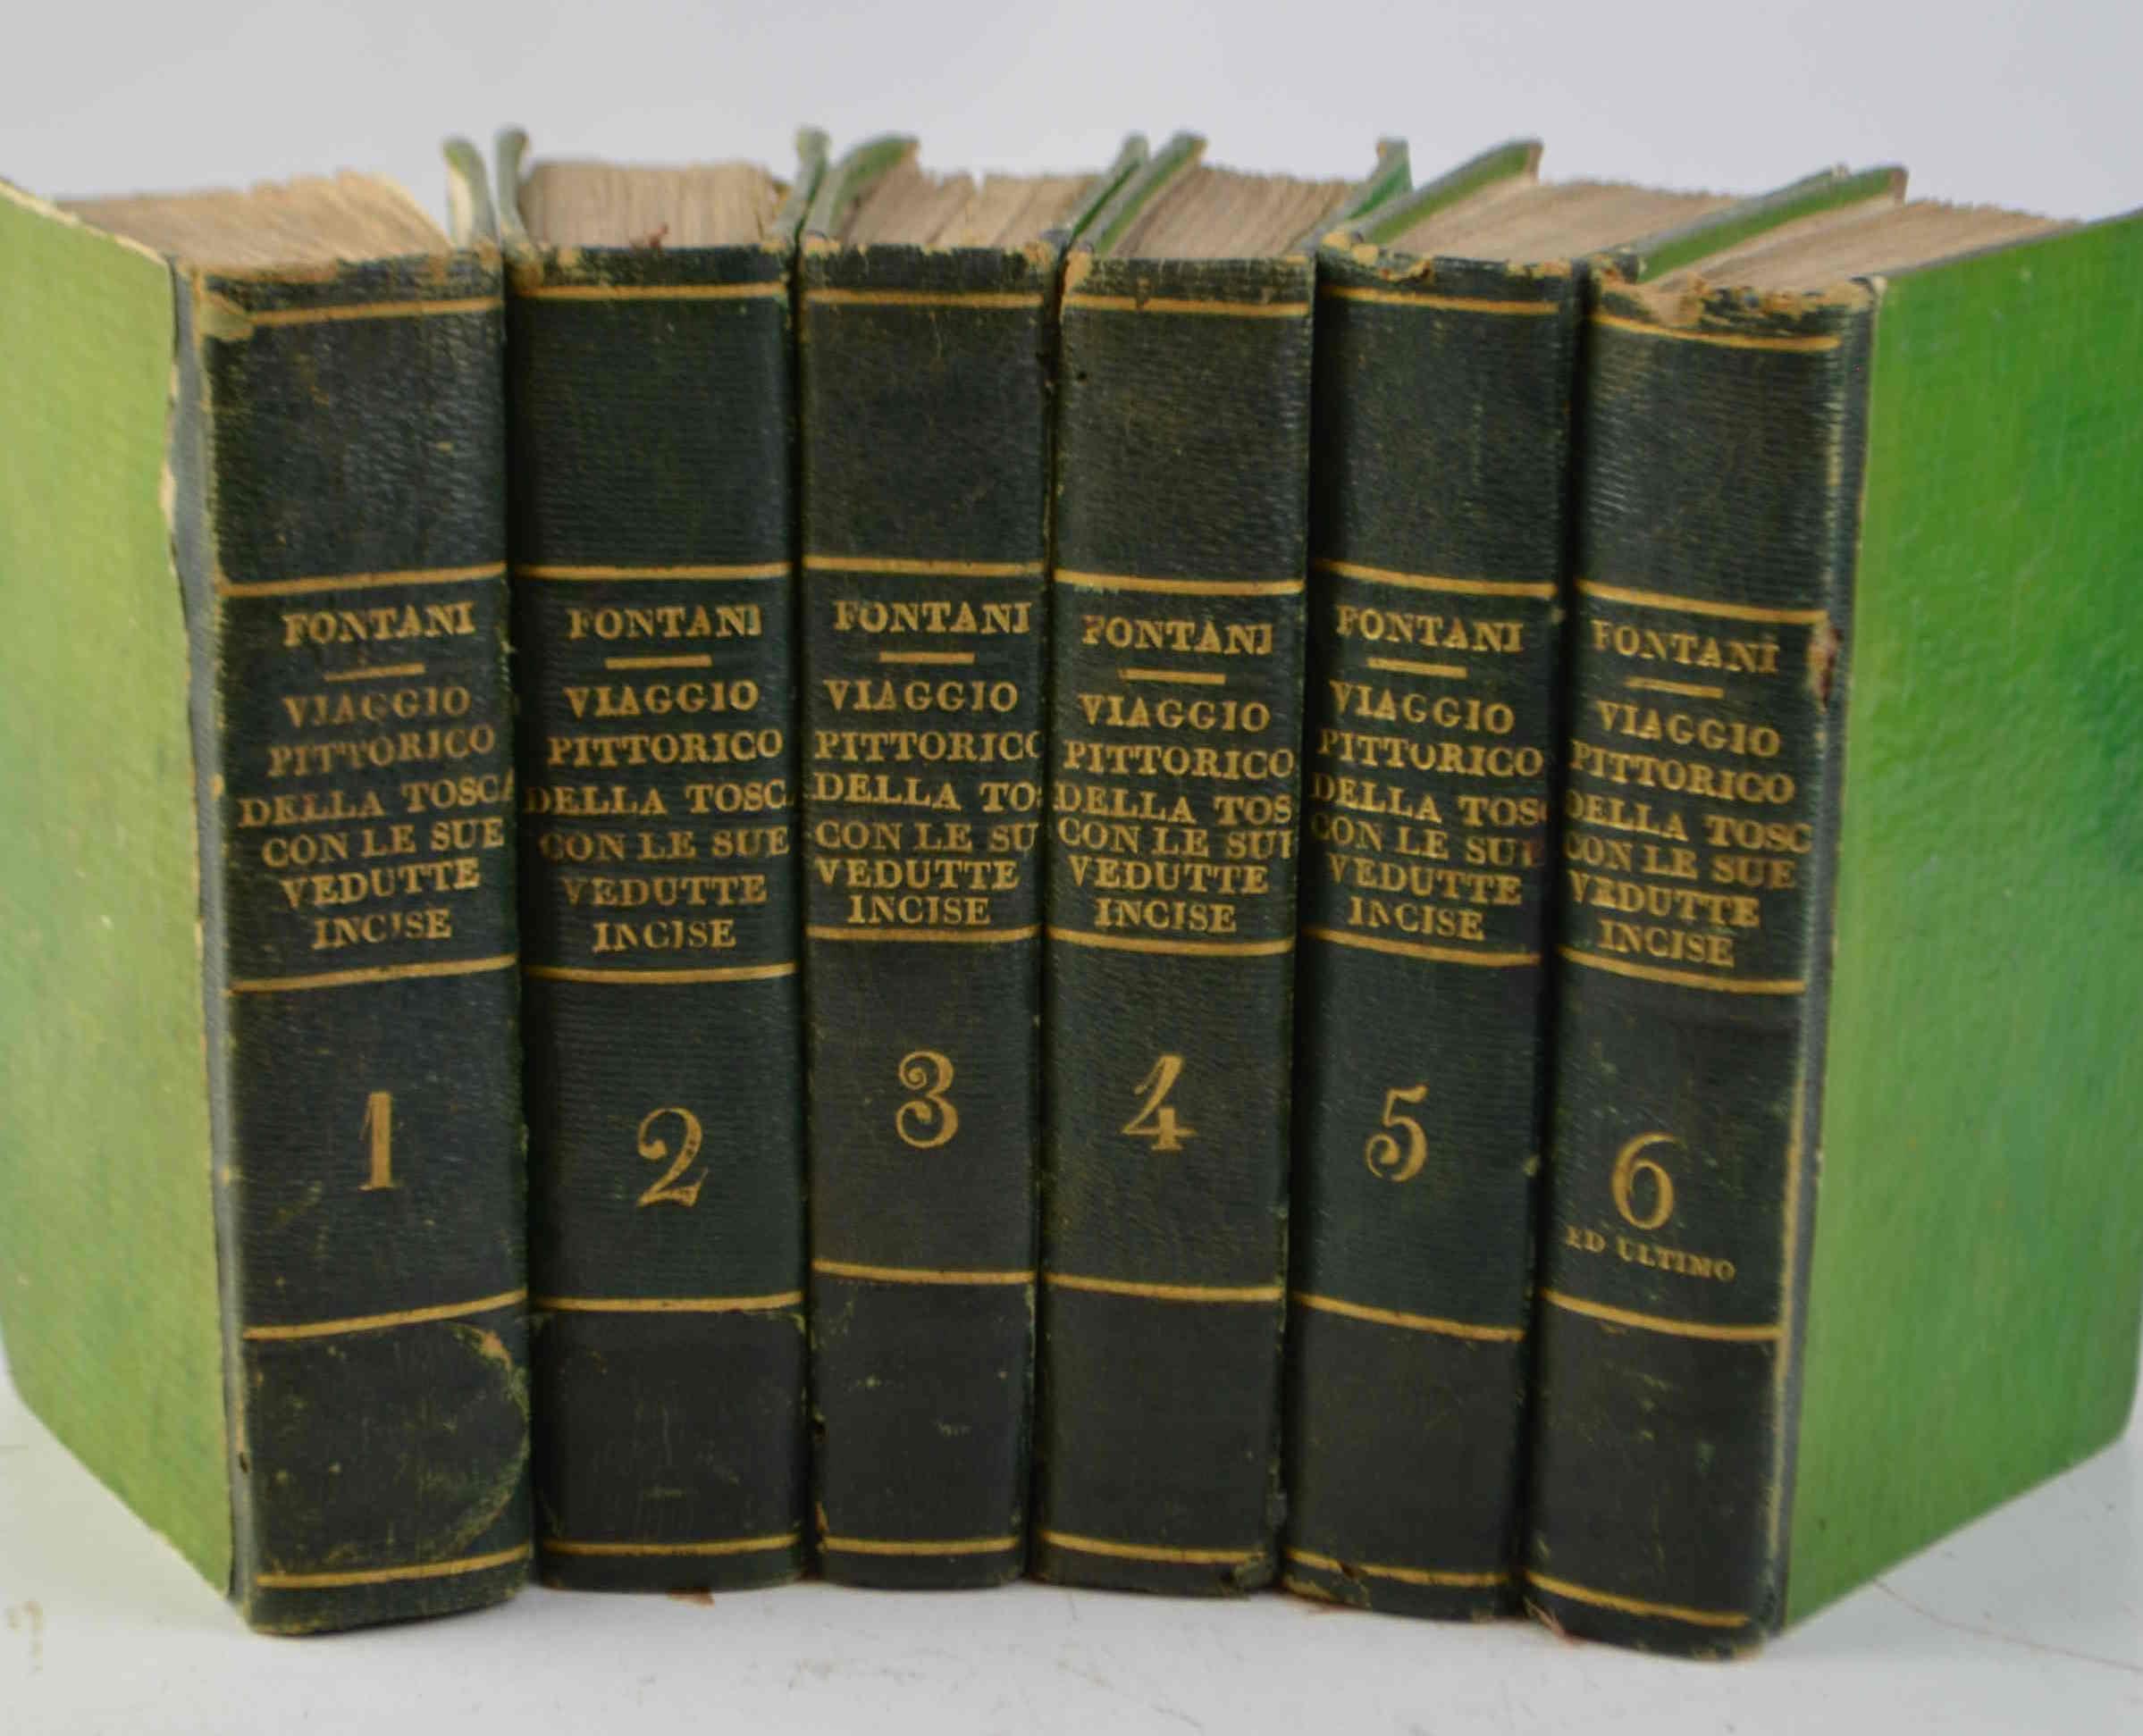 FONTANI
VIAGGIO
PITTORICO
DELLA TOSCA
CON LE SUE
VEDUTTE
INCISE
1
FONTANI
VIAGGIO
PITTORICO
DELLA TOSC
CON LE SUE
VEDUTTE
INCISE
2
FONTANI
VIAGGIO
PITTORICO
DELLA TOS
CON LE SU
VEDUTTE
INCISE
3
FONTANI
VIAGGIO
PITTORICO
DELLA TOS
CON LE SUE
VEDUTTE
INCISE
4
FONTANI
VIAGGIO
PITTORICO
DELLA TOSC
CON LE SUE
VEDUTTE
INCISE
5
FONTANI
VIAGGIO
PITTORICO
DELLA TOSC
CON LE SUE
VEDUTTE
INCISE
6
ED ULTIMO